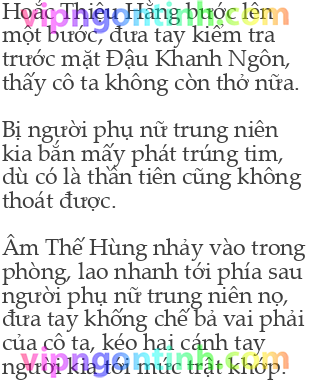 Hoắc Thiệu Hằng bước lên
một bước, đưa tay kiểm tra
trước mặt Đậu Khanh Ngôn,
thấy cô ta không còn thở nữa.
Bị người phụ nữ trung niên
kia bắn mấy phát trúng tim,
dù có là thần tiên cũng không
thoát được.
Âm Thế Hùng nhảy vào trong
phòng, lao nhanh tới phía sau
người phụ nữ trung niên nọ,
đưa tay khống chế bả vai phải
của cô ta, kéo hai cánh tay
người kia tới mức trật khớp.
vipngontinh.com
vipngontinh.com